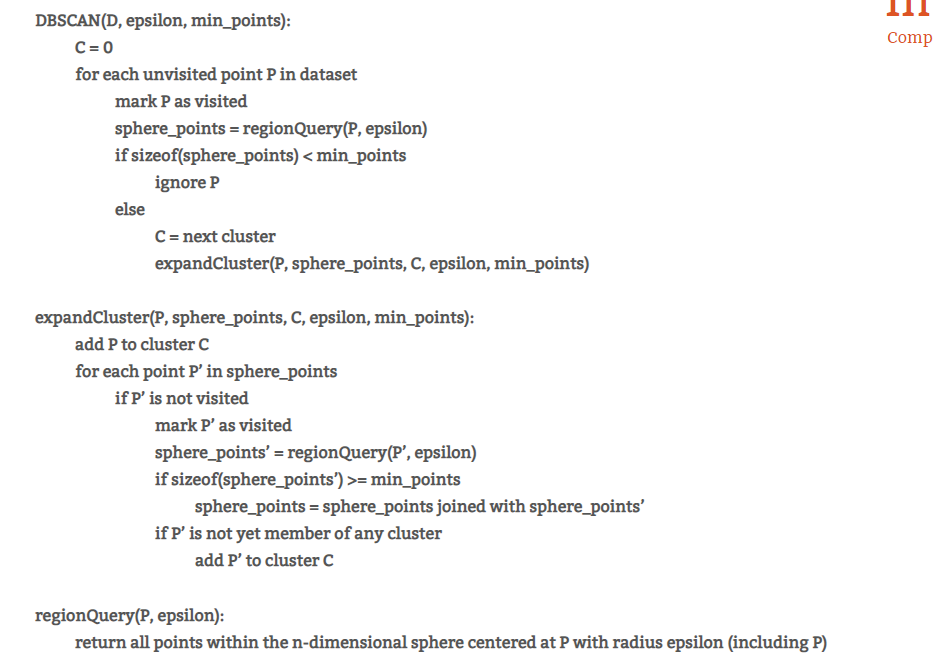 DBSCAN(D, epsilon, min_points):
C = 0
for each unvisited point P in dataset
mark P as visited
sphere_points = regionQuery(P, epsilon)
if sizeof(sphere_points) < min_points
ignore P
else
C = next cluster
expandCluster(P, sphere_points, C, epsilon, min_points)
expandCluster(P, sphere_points, C, epsilon, min_points):
add P to cluster C
for each point P’ in sphere_points
if P’ is not visited
mark P’ as visited
sphere_points’ = regionQuery(P’, epsilon)
if sizeof(sphere_points’) >= min_points
sphere_points = sphere_points joined with sphere_points’
if P’ is not yet member of any cluster
add P’ to cluster C
regionQuery(P, epsilon):
return all points within the n-dimensional sphere centered at P with radius epsilon (including P)
Comp